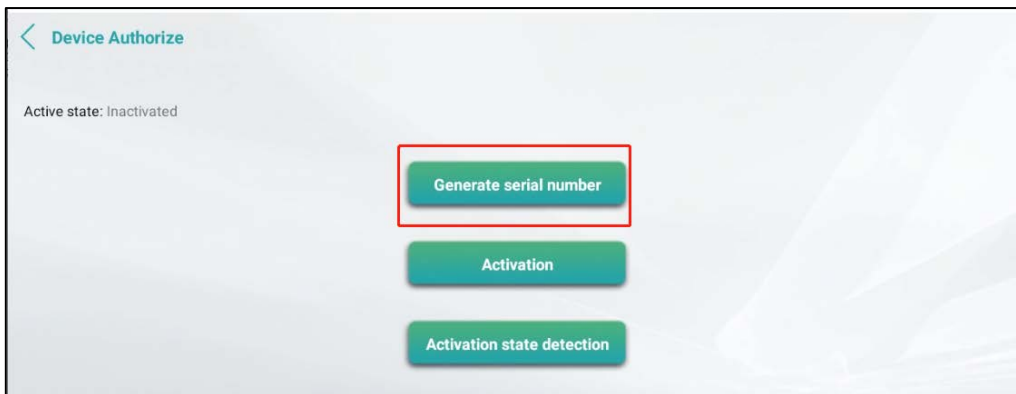 Device Authorize
Active state: Inactivated
Generate serial number
Activation
Activation state detection